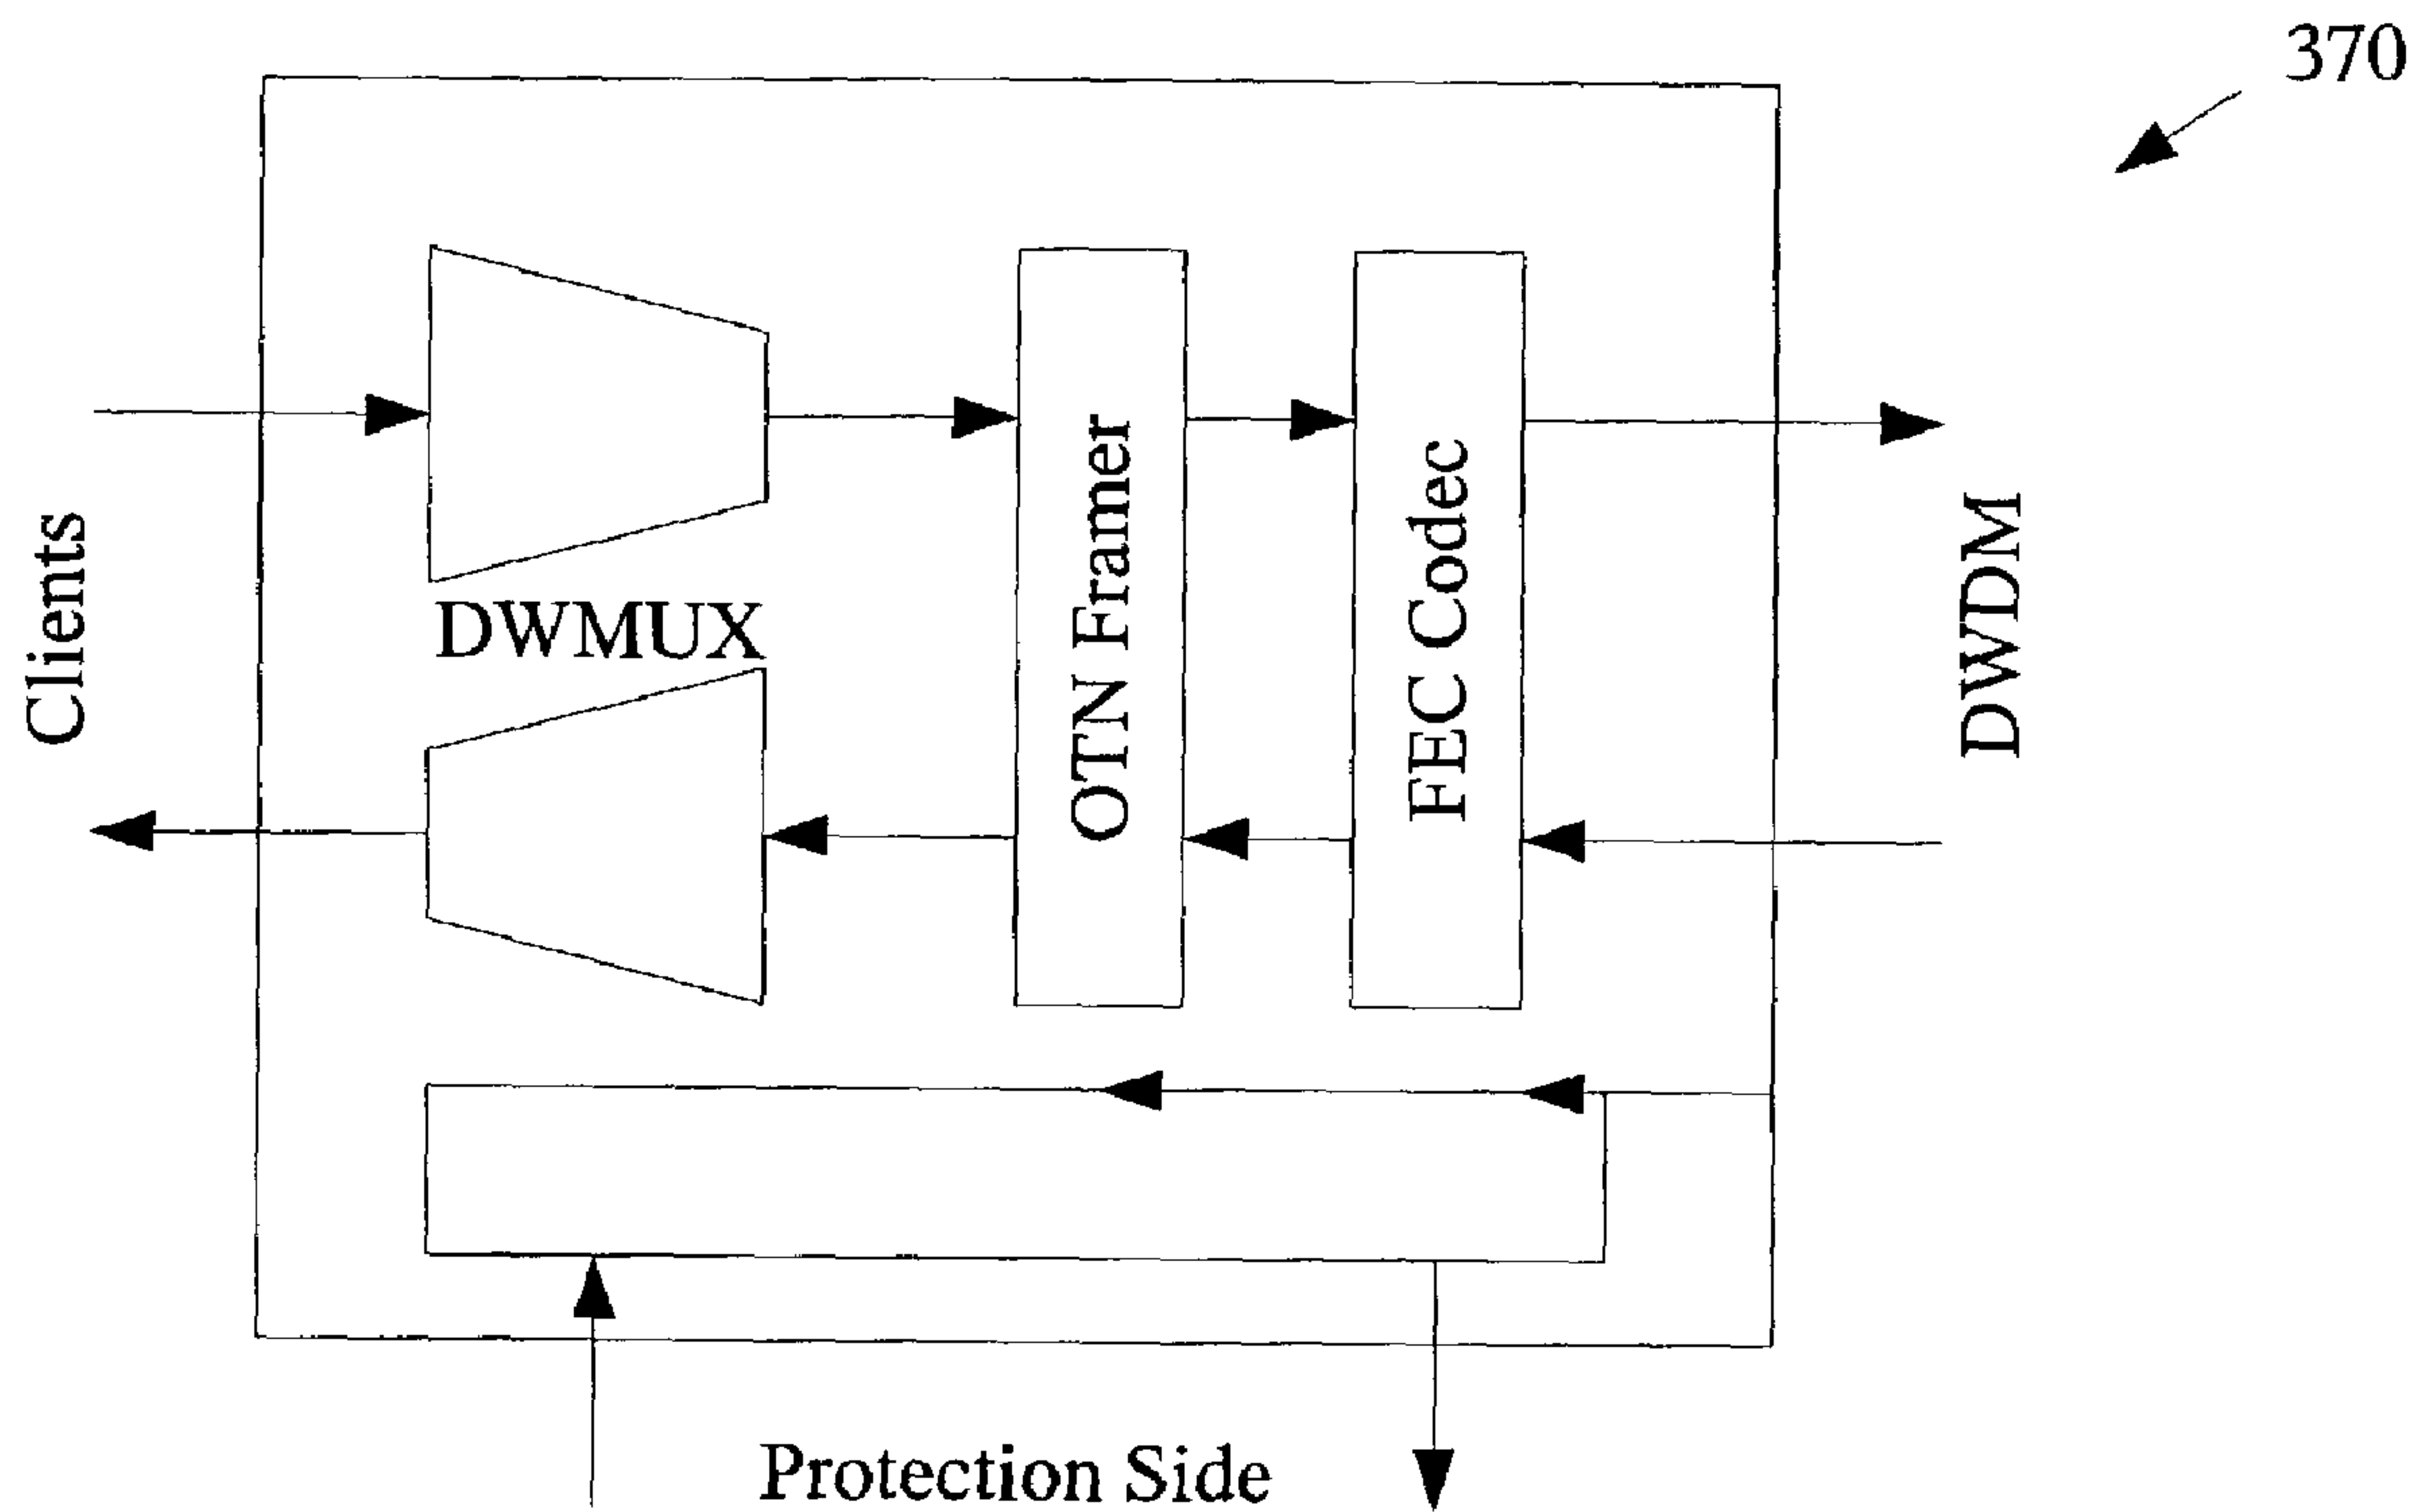 370
Clients
DWMUX
OTN Framer
FEC Codec
DWDM
Protection Side